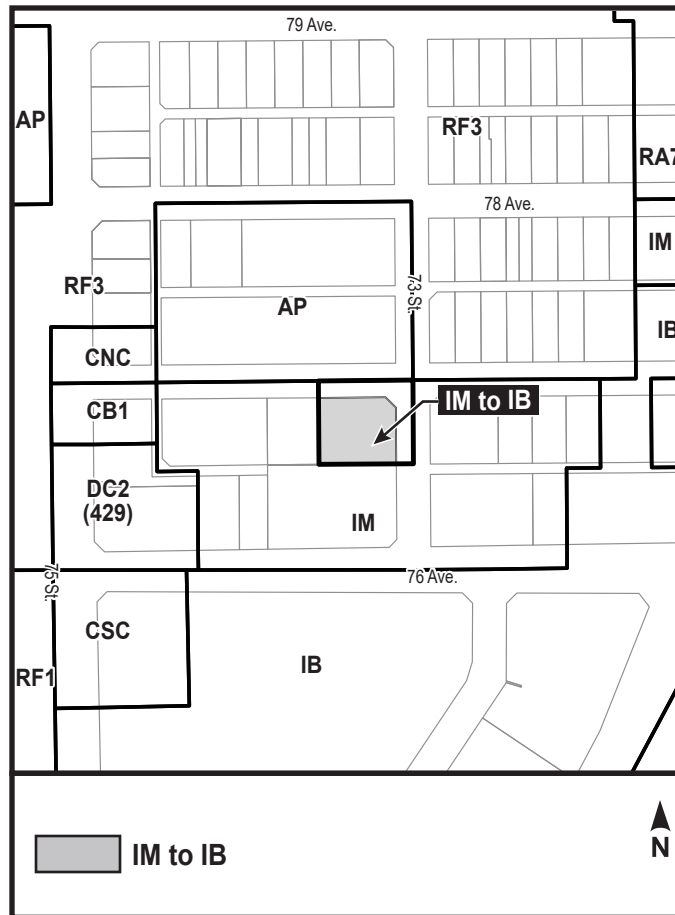 79 Ave.
AP
RF3
RA7
78 Ave.
IM
RF3
73 St.
AP
IB
CNC
CB1
IM to IB
DC2
(429)
IM
75 St.
76 Ave.
CSC
IB
RF1
IM to IB
N